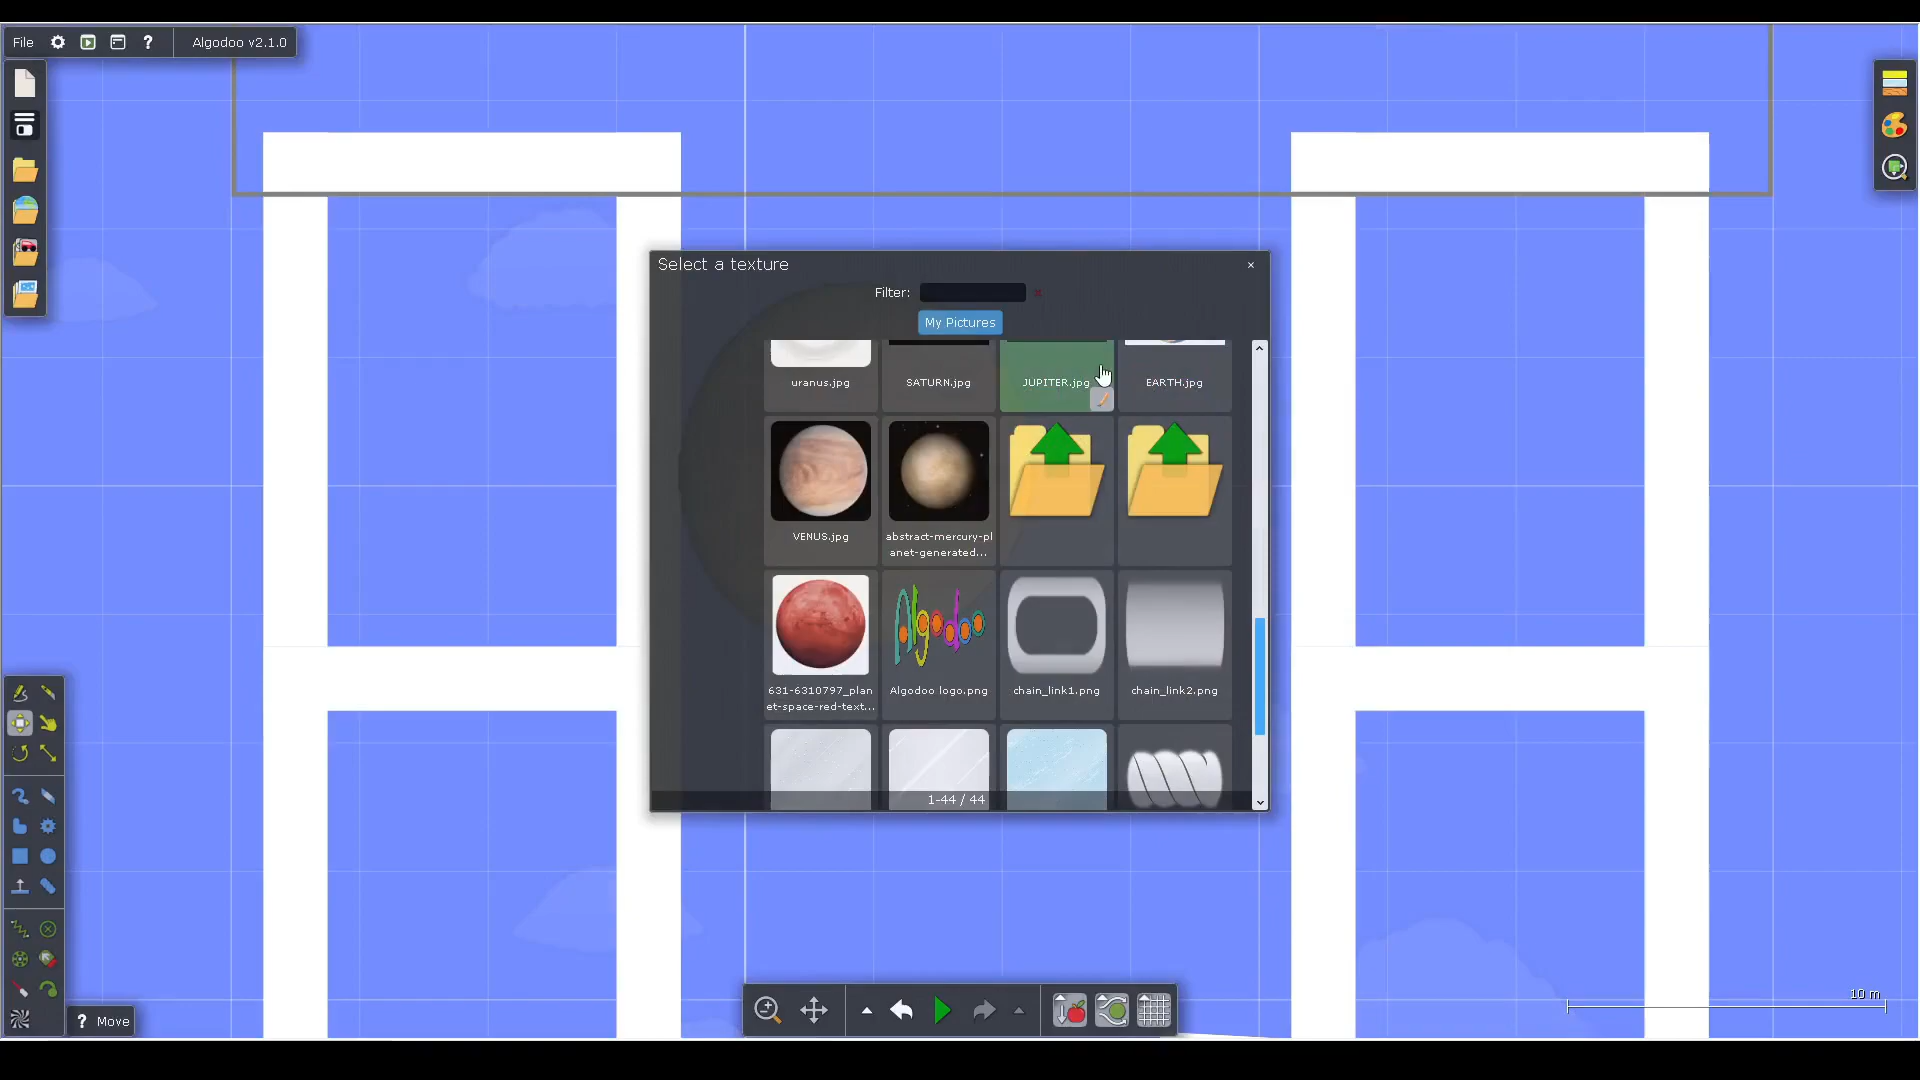 File
?
Algodoo v2.1.0
Select a texture
Filter:
My Pictures
uranus.jpg
SATURN.jpg
JUPITER.jpg
EARTH.jpg
VENUS.jpg
abstract-mercury-pl
anet-generated...
631-6310797_plan
et-space-red-text...
Algodoo logo.png
chain_link1.png
chain_link2.png
1-44 / 44
10 m
? Move